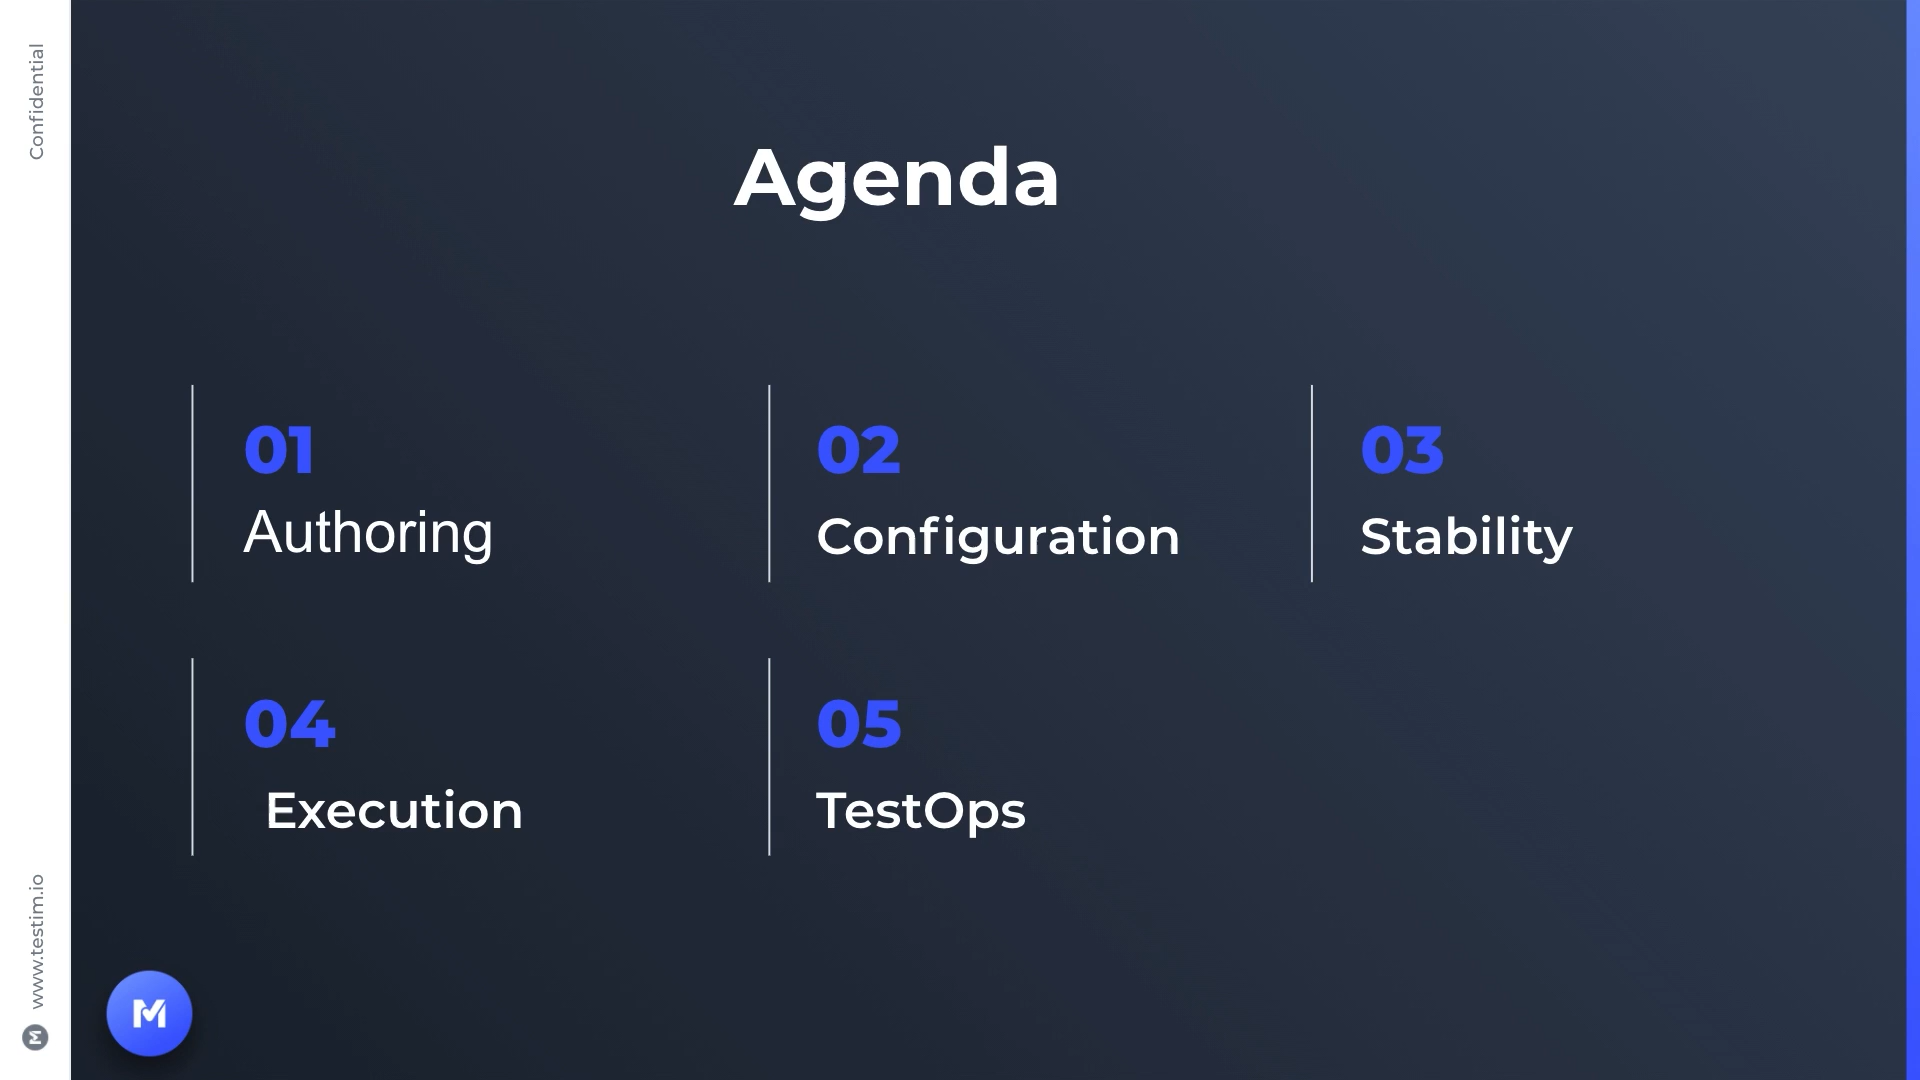 Confidential
Agenda
01
Authoring
02
Configuration
03
Stability
04
Execution
05
TestOps
www.testim.io